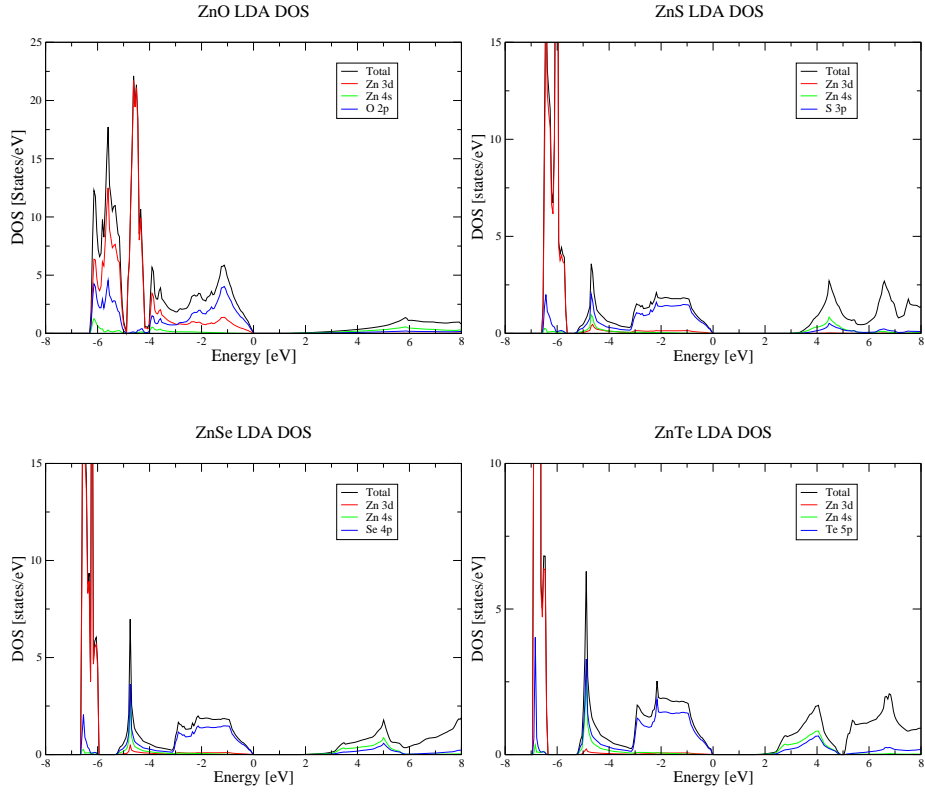 ZnO LDA DOS
25
20
15
10
5
0
DOS [States/eV]
-8 -6 -4 -2 0 2 4 6 8
Energy [eV]
Total
Zn 3d
Zn 4s
O 2p
ZnS LDA DOS
15
10
5
0
DOS [states/eV]
-8 -6 -4 -2 0 2 4 6 8
Energy [eV]
Total
Zn 3d
Zn 4s
S 3p
ZnSe LDA DOS
15
10
5
0
DOS [states/eV]
-8 -6 -4 -2 0 2 4 6 8
Energy [eV]
Total
Zn 3d
Zn 4s
Se 4p
ZnTe LDA DOS
10
5
0
DOS [states/eV]
-8 -6 -4 -2 0 2 4 6 8
Energy [eV]
Total
Zn 3d
Zn 4s
Te 5p